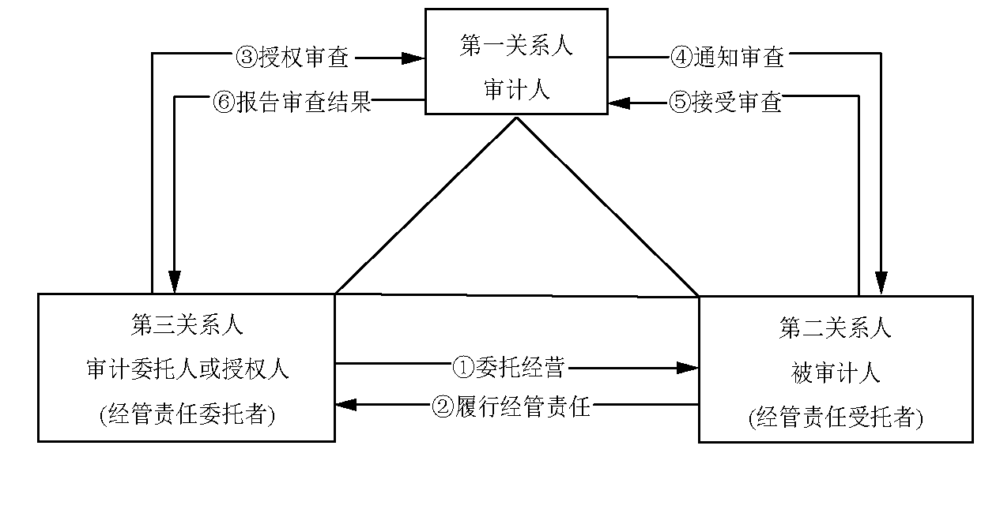 第一关系人
审计人
③授权审查
④通知审查
⑥报告审查结果
⑤接受审查
第三关系人
审计委托人或授权人
(经管责任委托者)
第二关系人
被审计人
(经管责任受托者)
①委托经营
②履行经管责任